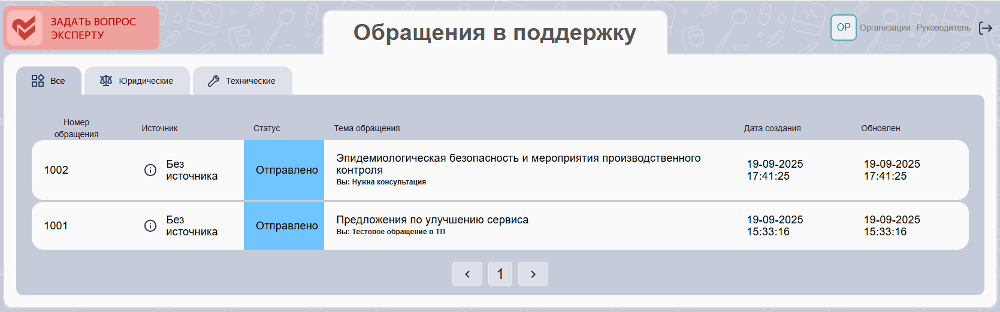 ЗАДАТЬ ВОПРОС
ЭКСПЕРТУ
Обращения в поддержку
ОР
Организации
Руководитель
Все
Юридические
Технические
Номер
обращения
Источник
Статус
Тема обращения
Дата создания
Обновлен
1002
Без
источника
Отправлено
Эпидемиологическая безопасность и мероприятия производственного
контроля
Вы: Нужна консультация
19-09-2025
17:41:25
19-09-2025
17:41:25
1001
Без
источника
Отправлено
Предложения по улучшению сервиса
Вы: Тестовое обращение в ТП
19-09-2025
15:33:16
19-09-2025
15:33:16
1